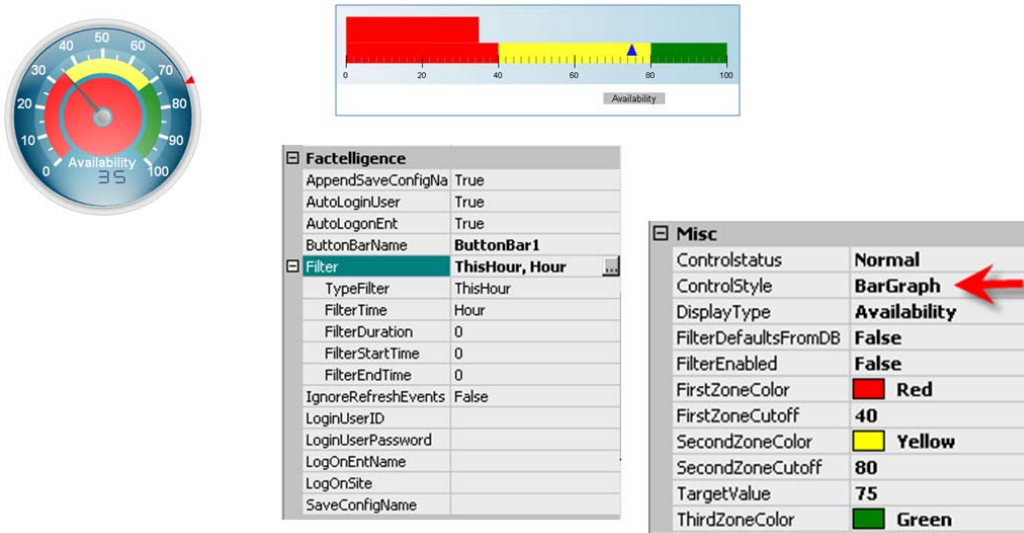 0 10 20 30 40 50 60 70 80 90 100
Availability
35
0 20 40 60 80 100
Availability
Factelligence
AppendSaveConfigNa True
AutoLoginUser True
AutoLogonEnt True
ButtonBarName ButtonBar1
Filter ThisHour, Hour ...
TypeFilter ThisHour
FilterTime Hour
FilterDuration 0
FilterStartTime 0
FilterEndTime 0
IgnoreRefreshEvents False
LoginUserID
LoginUserPassword
LogOnEntName
LogOnSite
SaveConfigName
Misc
Controlstatus Normal
ControlStyle BarGraph
DisplayType Availability
FilterDefaultsFromDB False
FilterEnabled False
FirstZoneColor Red
FirstZoneCutoff 40
SecondZoneColor Yellow
SecondZoneCutoff 80
TargetValue 75
ThirdZoneColor Green